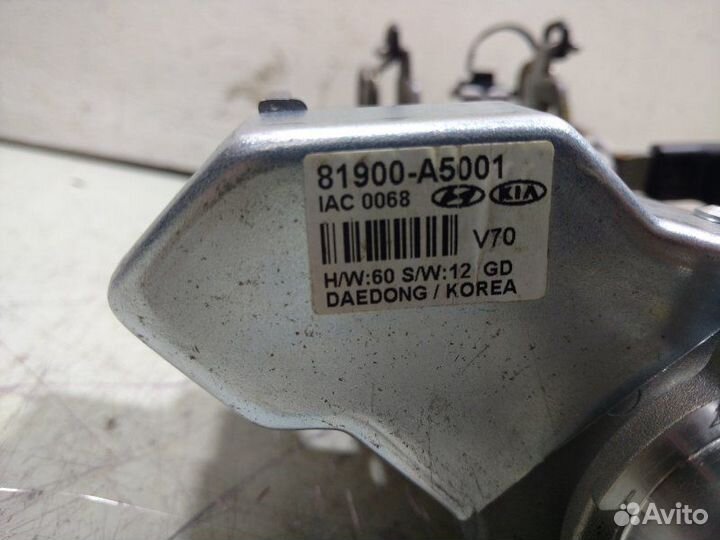 81900-A5001
IAC 0068 KIA
V70
H/W:60 S/W:12 GD
DAEDONG / KOREA
Avito